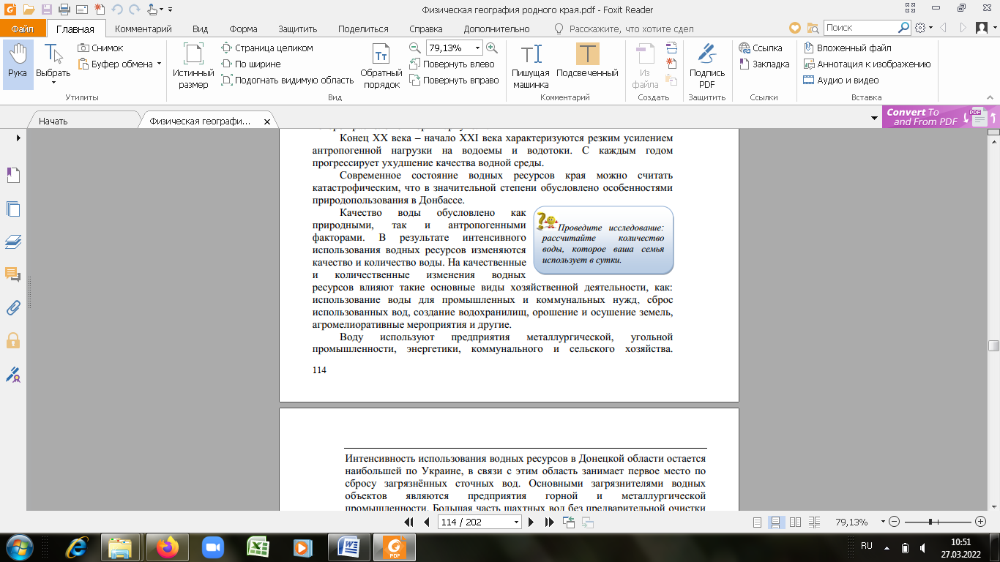 Физическая география родного края.pdf - Foxit Reader
Файл
Главная
Комментарий
Вид
Форма
Защитить
Поделиться
Справка
Дополнительно
Расскажите, что хотите сдел
Поиск
Рука
Выбрать
Снимок
Буфер обмена
Утилиты
Истинный размер
Страница целиком
По ширине
Подогнать видимую область
Обратный порядок
79,13%
Повернуть влево
Повернуть вправо
Вид
Пишущая машинка
Подсвеченный
Комментарий
Из файла
Создать
Подпись PDF
Защитить
Ссылка
Закладка
Ссылки
Вложенный файл
Аннотация к изображению
Аудио и видео
Вставка
Начать
Физическая географи...
Convert To
and From PDF
PDF
Конец XX века – начало XXI века характеризуются резким усилением
антропогенной нагрузки на водоемы и водотоки. С каждым годом
прогрессирует ухудшение качества водной среды.
Современное состояние водных ресурсов края можно считать
катастрофическим, что в значительной степени обусловлено особенностями
природопользования в Донбассе.
Качество воды обусловлено как
природными, так и антропогенными
факторами. В результате интенсивного
использования водных ресурсов изменяются
качество и количество воды. На качественные
и количественные изменения водных
ресурсов влияют такие основные виды хозяйственной деятельности, как:
использование воды для промышленных и коммунальных нужд, сброс
использованных вод, создание водохранилищ, орошение и осушение земель,
агромелиоративные мероприятия и другие.
Проведите исследование:
рассчитайте количество
воды, которое ваша семья
использует в сутки.
Воду используют предприятия металлургической, угольной
промышленности, энергетики, коммунального и сельского хозяйства.
114
Интенсивность использования водных ресурсов в Донецкой области остается
наибольшей по Украине, в связи с этим область занимает первое место по
сбросу загрязнённых сточных вод. Основными загрязнителями водных
объектов являются предприятия горной и металлургической
промышленности. Большая часть шахтных вод без предварительной очистки
114 / 202
79,13%
PDF
RU
10:51
27.03.2022